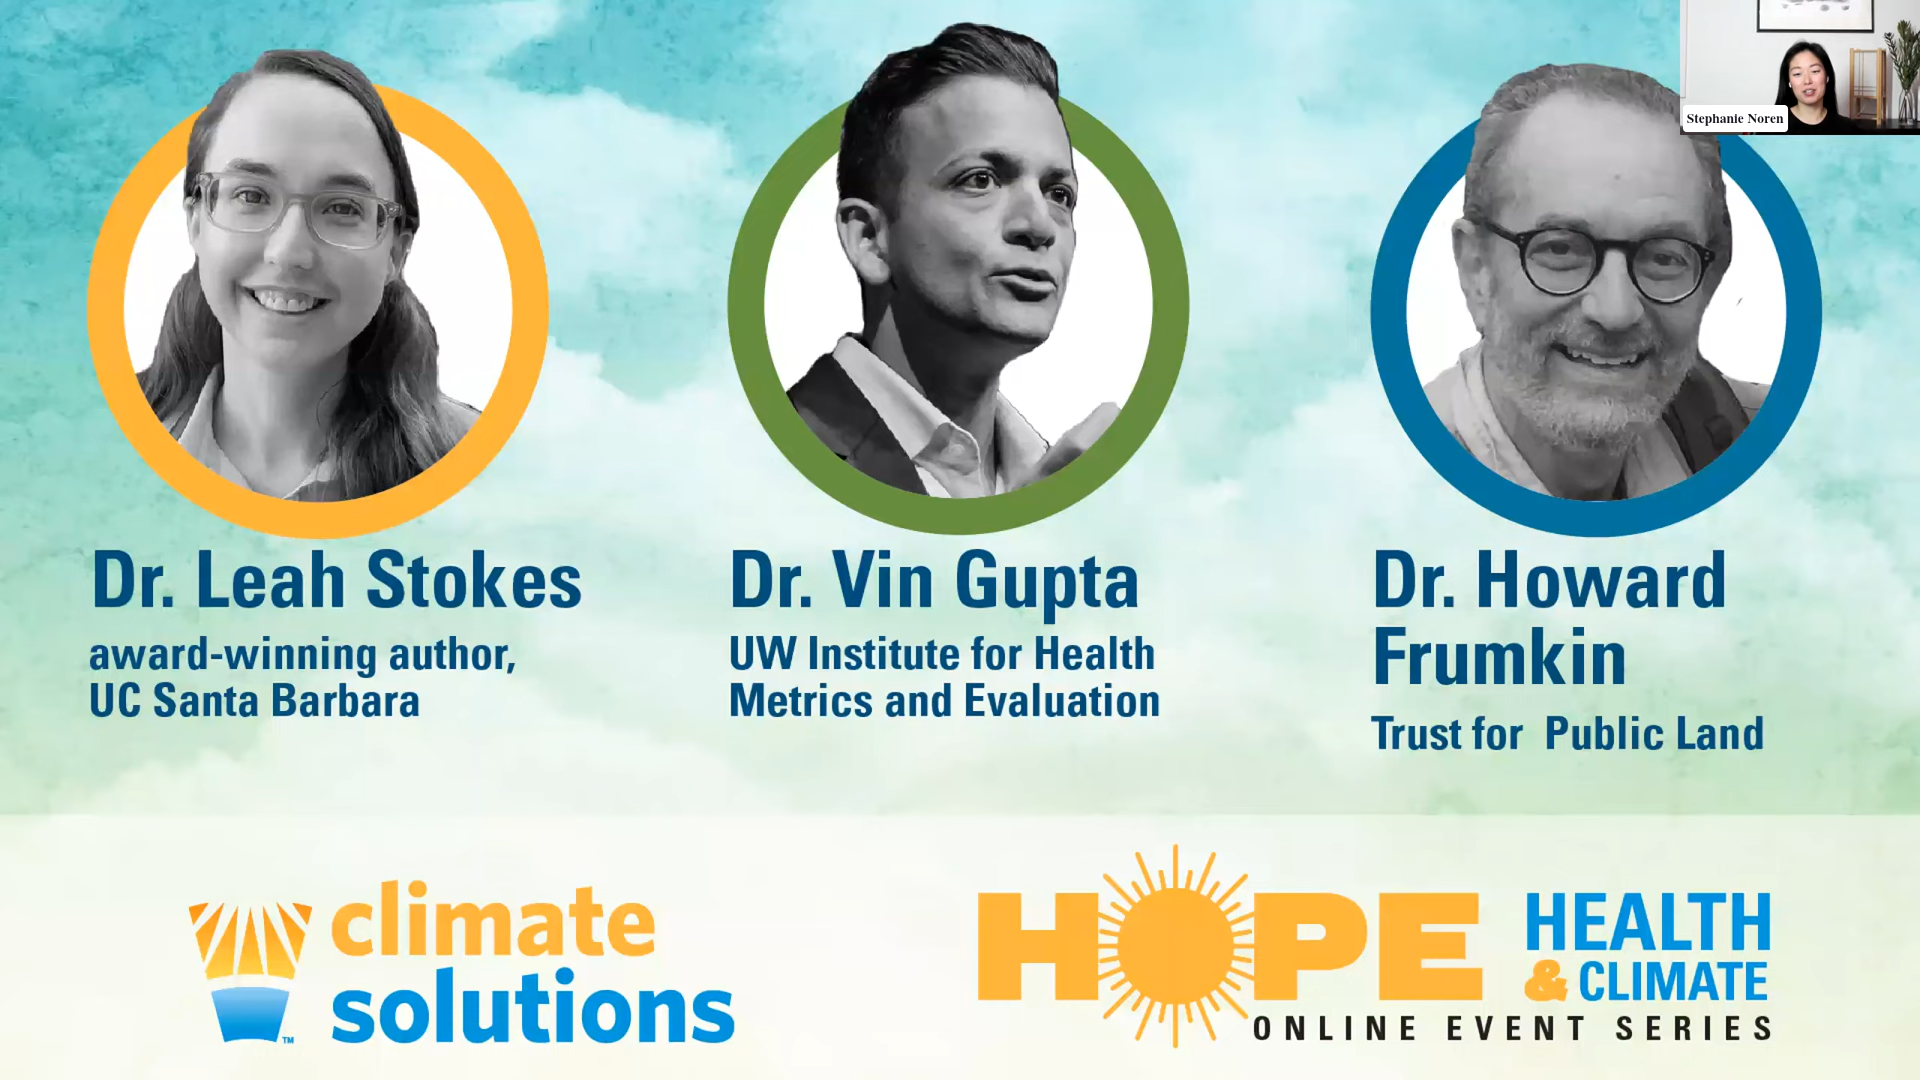 Stephanie Noren
Dr. Leah Stokes
award-winning author,
UC Santa Barbara
Dr. Vin Gupta
UW Institute for Health
Metrics and Evaluation
Dr. Howard
Frumkin
Trust for Public Land
climate
solutions
TM
HOPE
HEALTH
& CLIMATE
ONLINE EVENT SERIES